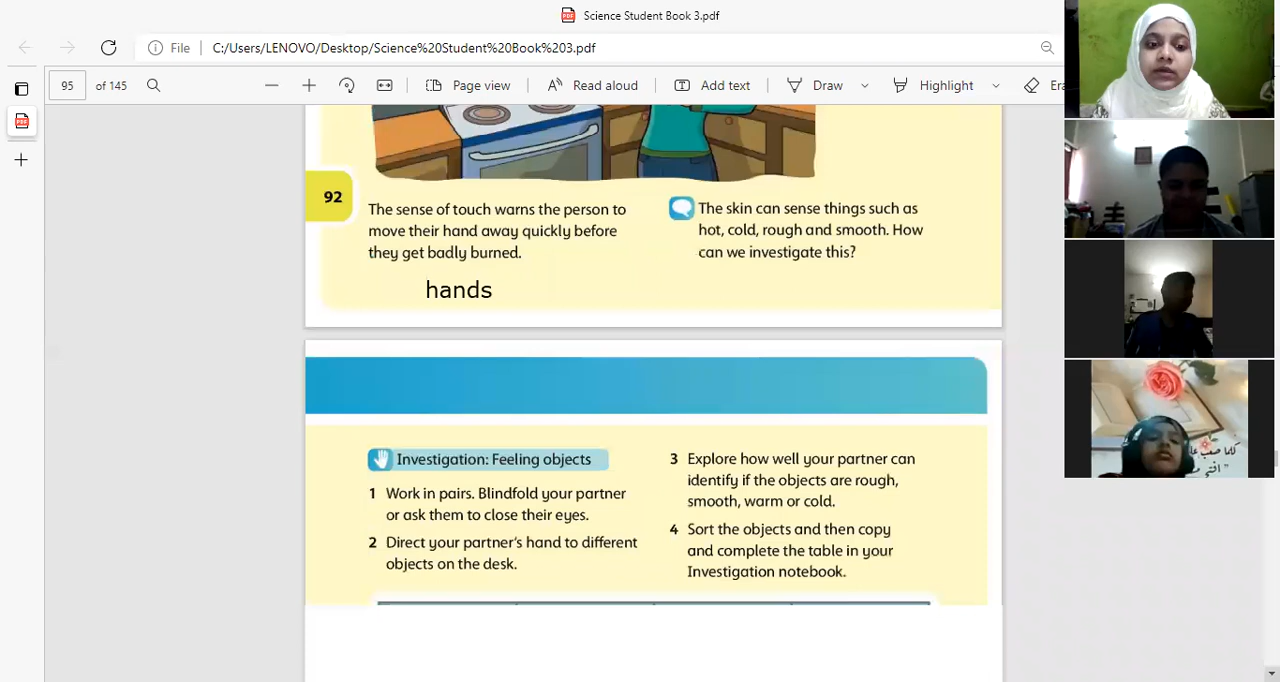 Science Student Book 3.pdf
File
C:/Users/LENOVO/Desktop/Science%20Student%20Book%203.pdf
95 of 145
Page view
Read aloud
Add text
Draw
Highlight
Era
92
The sense of touch warns the person to
move their hand away quickly before
they get badly burned.
hands
The skin can sense things such as
hot, cold, rough and smooth. How
can we investigate this?
Investigation: Feeling objects
1 Work in pairs. Blindfold your partner
or ask them to close their eyes.
2 Direct your partner's hand to different
objects on the desk.
3 Explore how well your partner can
identify if the objects are rough,
smooth, warm or cold.
4 Sort the objects and then copy
and complete the table in your
Investigation notebook.